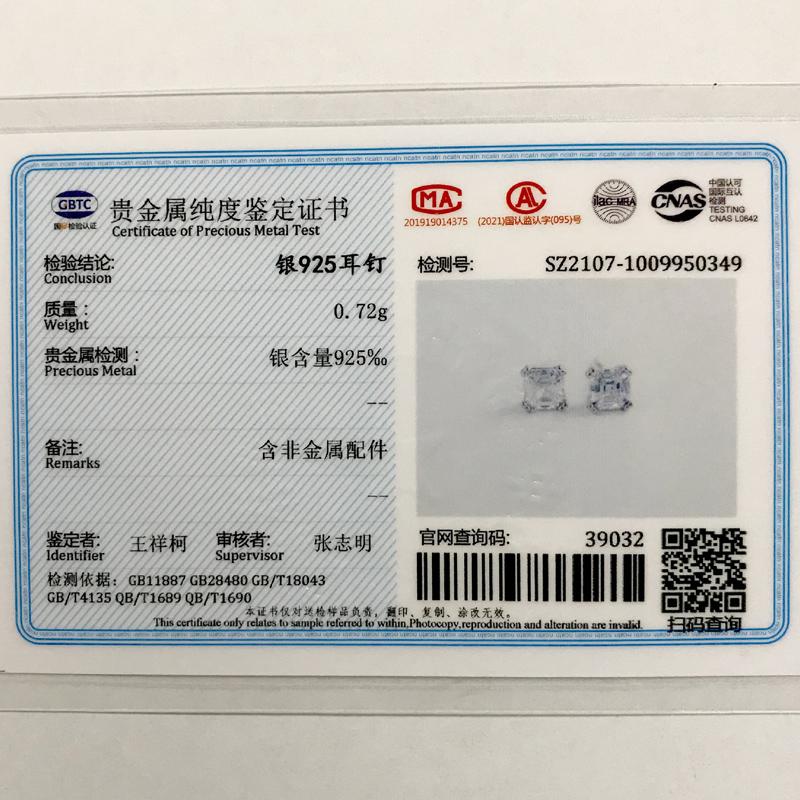 GBTC
国际检验认证
贵金属纯度鉴定证书
Certificate of Precious Metal Test
MA
201919014375
AL
(2021)国认监认字(095)号
ilac-MRA
CNAS
中国认可
国际互认
检测
TESTING
CNAS L0642
检验结论:
Conclusion
银925耳钉
质量:
Weight
0.72g
贵金属检测:
Precious Metal
银含量925‰
--
备注:
Remarks
含非金属配件
--
鉴定者:
Identifier
王祥柯
审核者:
Supervisor
张志明
检测依据: GB11887 GB28480 GB/T18043
GB/T4135 QB/T1689 QB/T1690
检测号:
SZ2107-1009950349
官网查询码:
39032
扫码查询
本证书仅对送检样品负责,翻印、复制、涂改无效。
This certificate only relates to sample referred to within,Photocopy,reproduction and alteration are invalid.